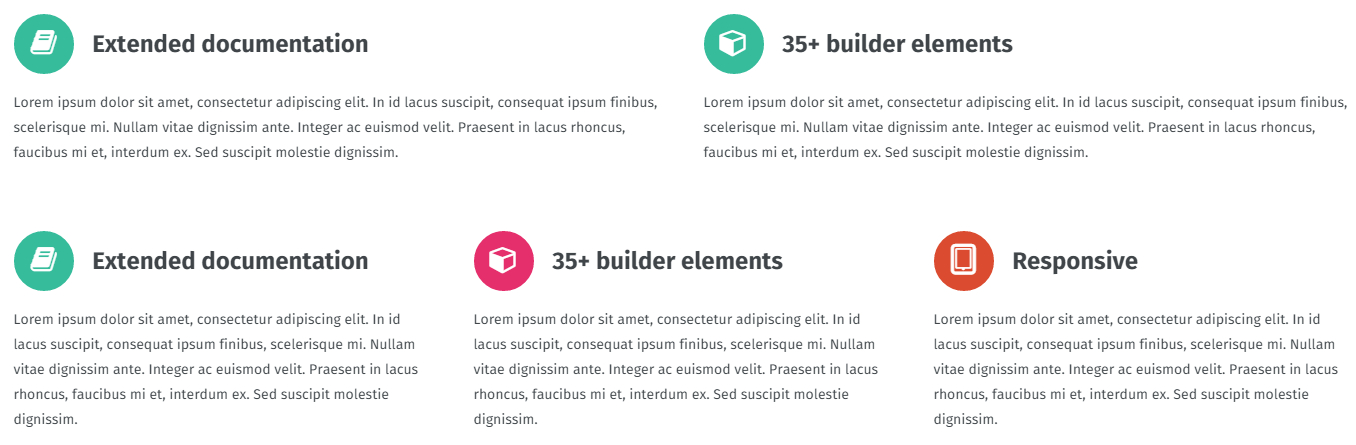 Extended documentation
Lorem ipsum dolor sit amet, consectetur adipiscing elit. In id lacus suscipit, consequat ipsum finibus,
scelerisque mi. Nullam vitae dignissim ante. Integer ac euismod velit. Praesent in lacus rhoncus,
faucibus mi et, interdum ex. Sed suscipit molestie dignissim.
35+ builder elements
Lorem ipsum dolor sit amet, consectetur adipiscing elit. In id lacus suscipit, consequat ipsum finibus,
scelerisque mi. Nullam vitae dignissim ante. Integer ac euismod velit. Praesent in lacus rhoncus,
faucibus mi et, interdum ex. Sed suscipit molestie dignissim.
Extended documentation
Lorem ipsum dolor sit amet, consectetur adipiscing elit. In id
lacus suscipit, consequat ipsum finibus, scelerisque mi. Nullam
vitae dignissim ante. Integer ac euismod velit. Praesent in lacus
rhoncus, faucibus mi et, interdum ex. Sed suscipit molestie
dignissim.
35+ builder elements
Lorem ipsum dolor sit amet, consectetur adipiscing elit. In id
lacus suscipit, consequat ipsum finibus, scelerisque mi. Nullam
vitae dignissim ante. Integer ac euismod velit. Praesent in lacus
rhoncus, faucibus mi et, interdum ex. Sed suscipit molestie
dignissim.
Responsive
Lorem ipsum dolor sit amet, consectetur adipiscing elit. In id
lacus suscipit, consequat ipsum finibus, scelerisque mi. Nullam
vitae dignissim ante. Integer ac euismod velit. Praesent in lacus
rhoncus, faucibus mi et, interdum ex. Sed suscipit molestie
dignissim.